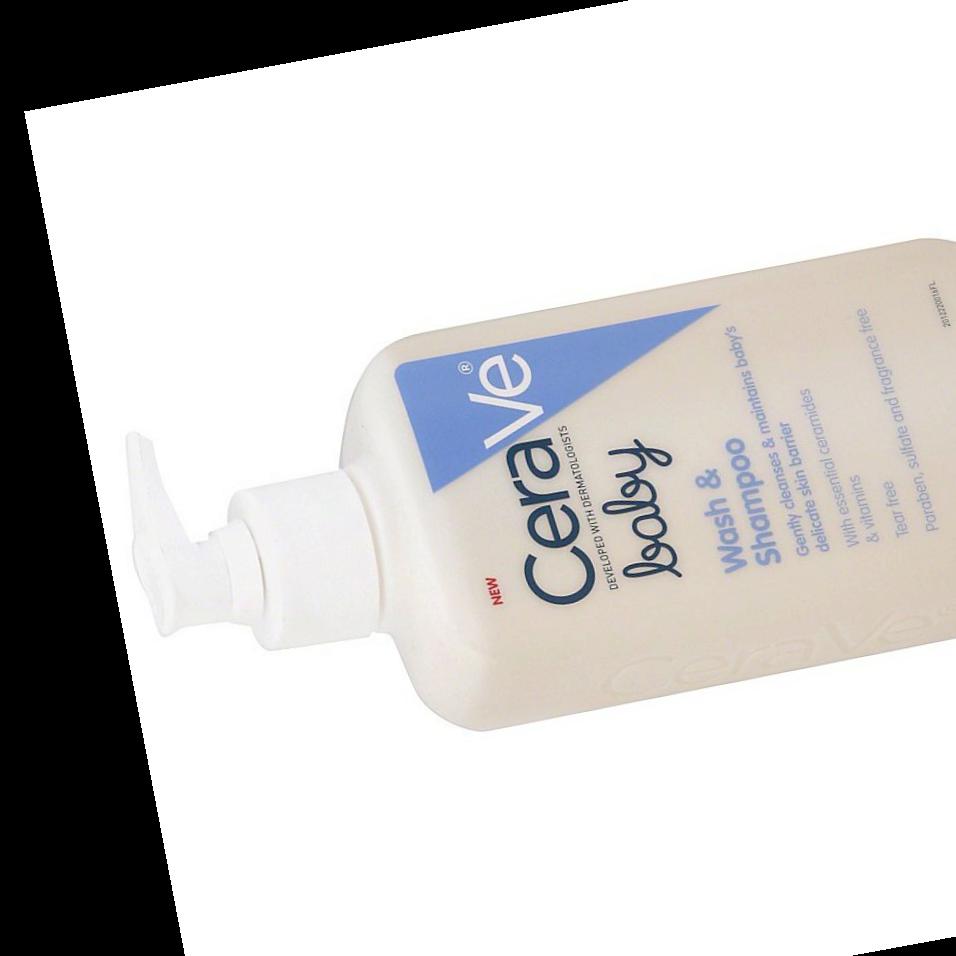 NEW
CeraVe®
DEVELOPED WITH DERMATOLOGISTS
baby
Wash &
Shampoo
Gently cleanses & maintains baby's
delicate skin barrier
With essential ceramides
& vitamins
Tear free
Paraben, sulfate and fragrance free
CeraVe